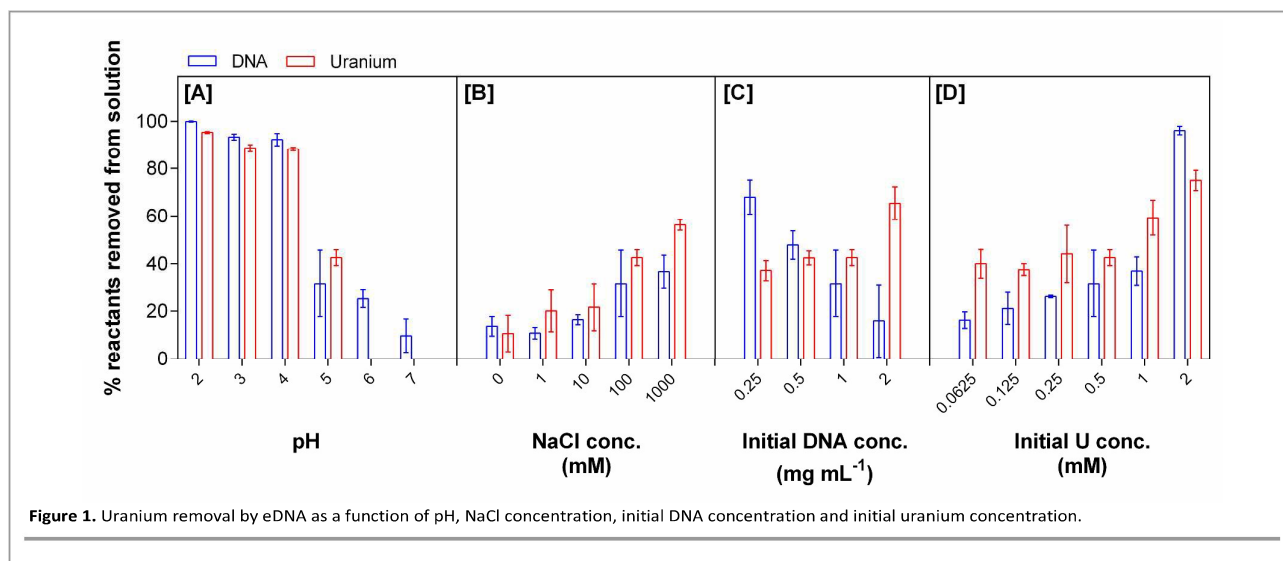 % reactants removed from solution
DNA Uranium
[A] [B] [C] [D]
100
80
60
40
20
0
2 3 4 5 6 7 0 1 10 100 1000 0.25 0.5 1 2 0.0625 0.125 0.25 0.5 1 2
pH NaCl conc. Initial DNA conc. Initial U conc.
(mM) (mg mL⁻¹) (mM)
Figure 1. Uranium removal by eDNA as a function of pH, NaCl concentration, initial DNA concentration and initial uranium concentration.